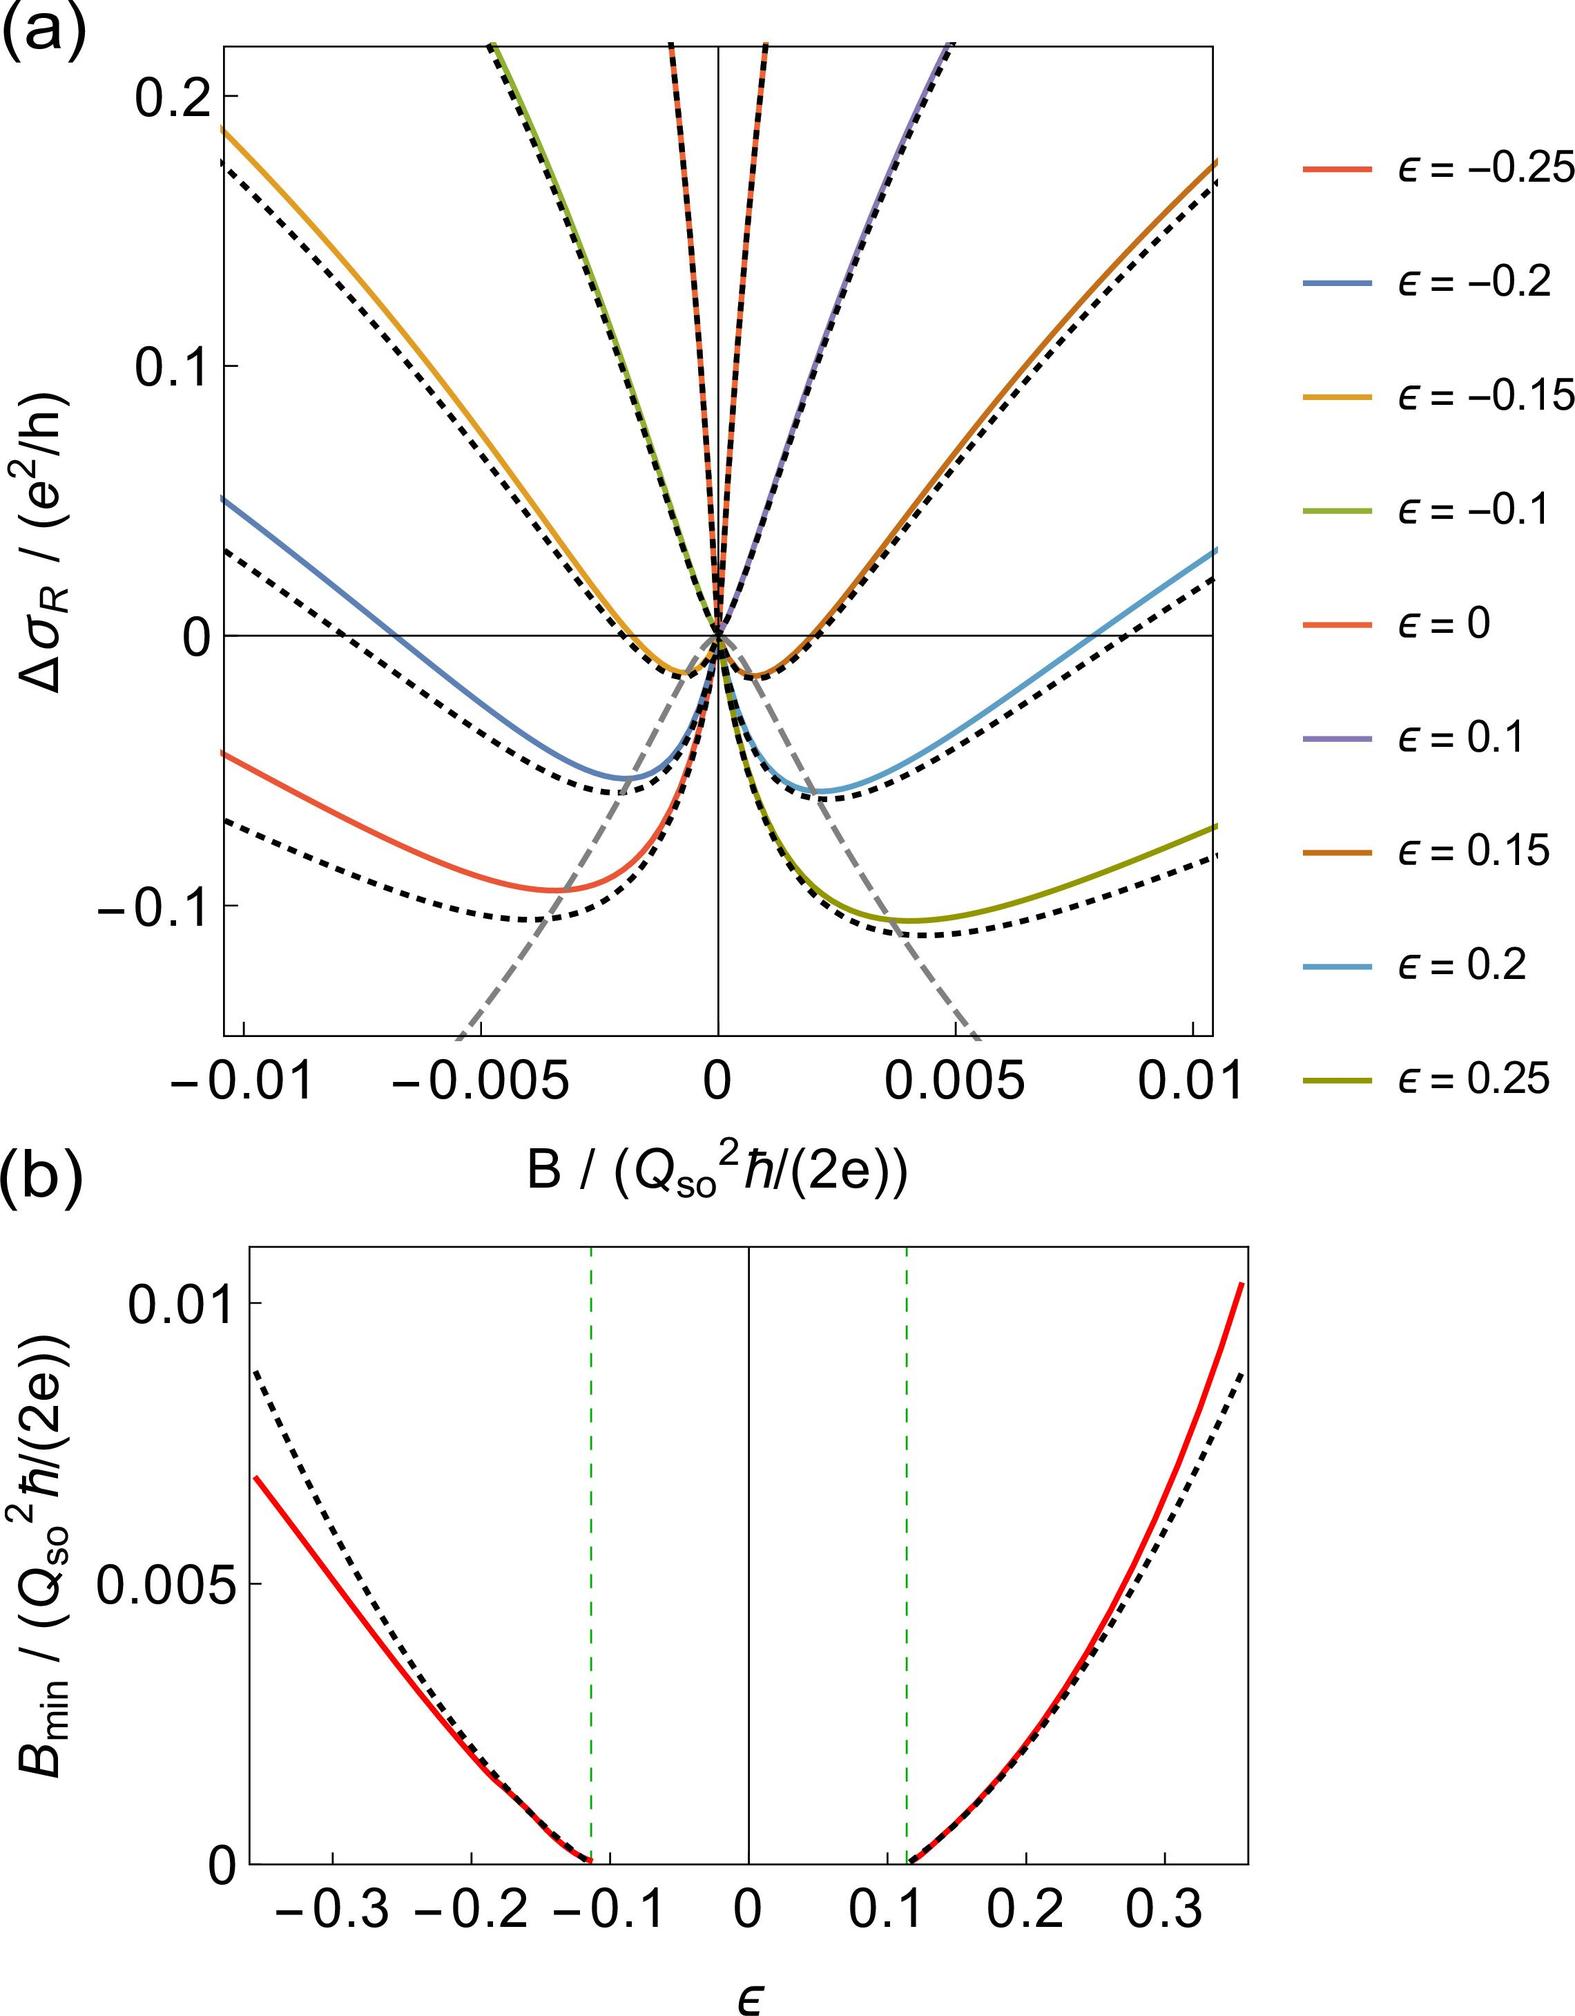 (a)
0.2
0.1
0
−0.1
Δσ_R / (e²/h)
−0.01 −0.005 0 0.005 0.01
B / (Q_so²ℏ/(2e))
ϵ = −0.25
ϵ = −0.2
ϵ = −0.15
ϵ = −0.1
ϵ = 0
ϵ = 0.1
ϵ = 0.15
ϵ = 0.2
ϵ = 0.25
(b)
0.01
0.005
0
B_min / (Q_so²ℏ/(2e))
−0.3 −0.2 −0.1 0 0.1 0.2 0.3
ϵ